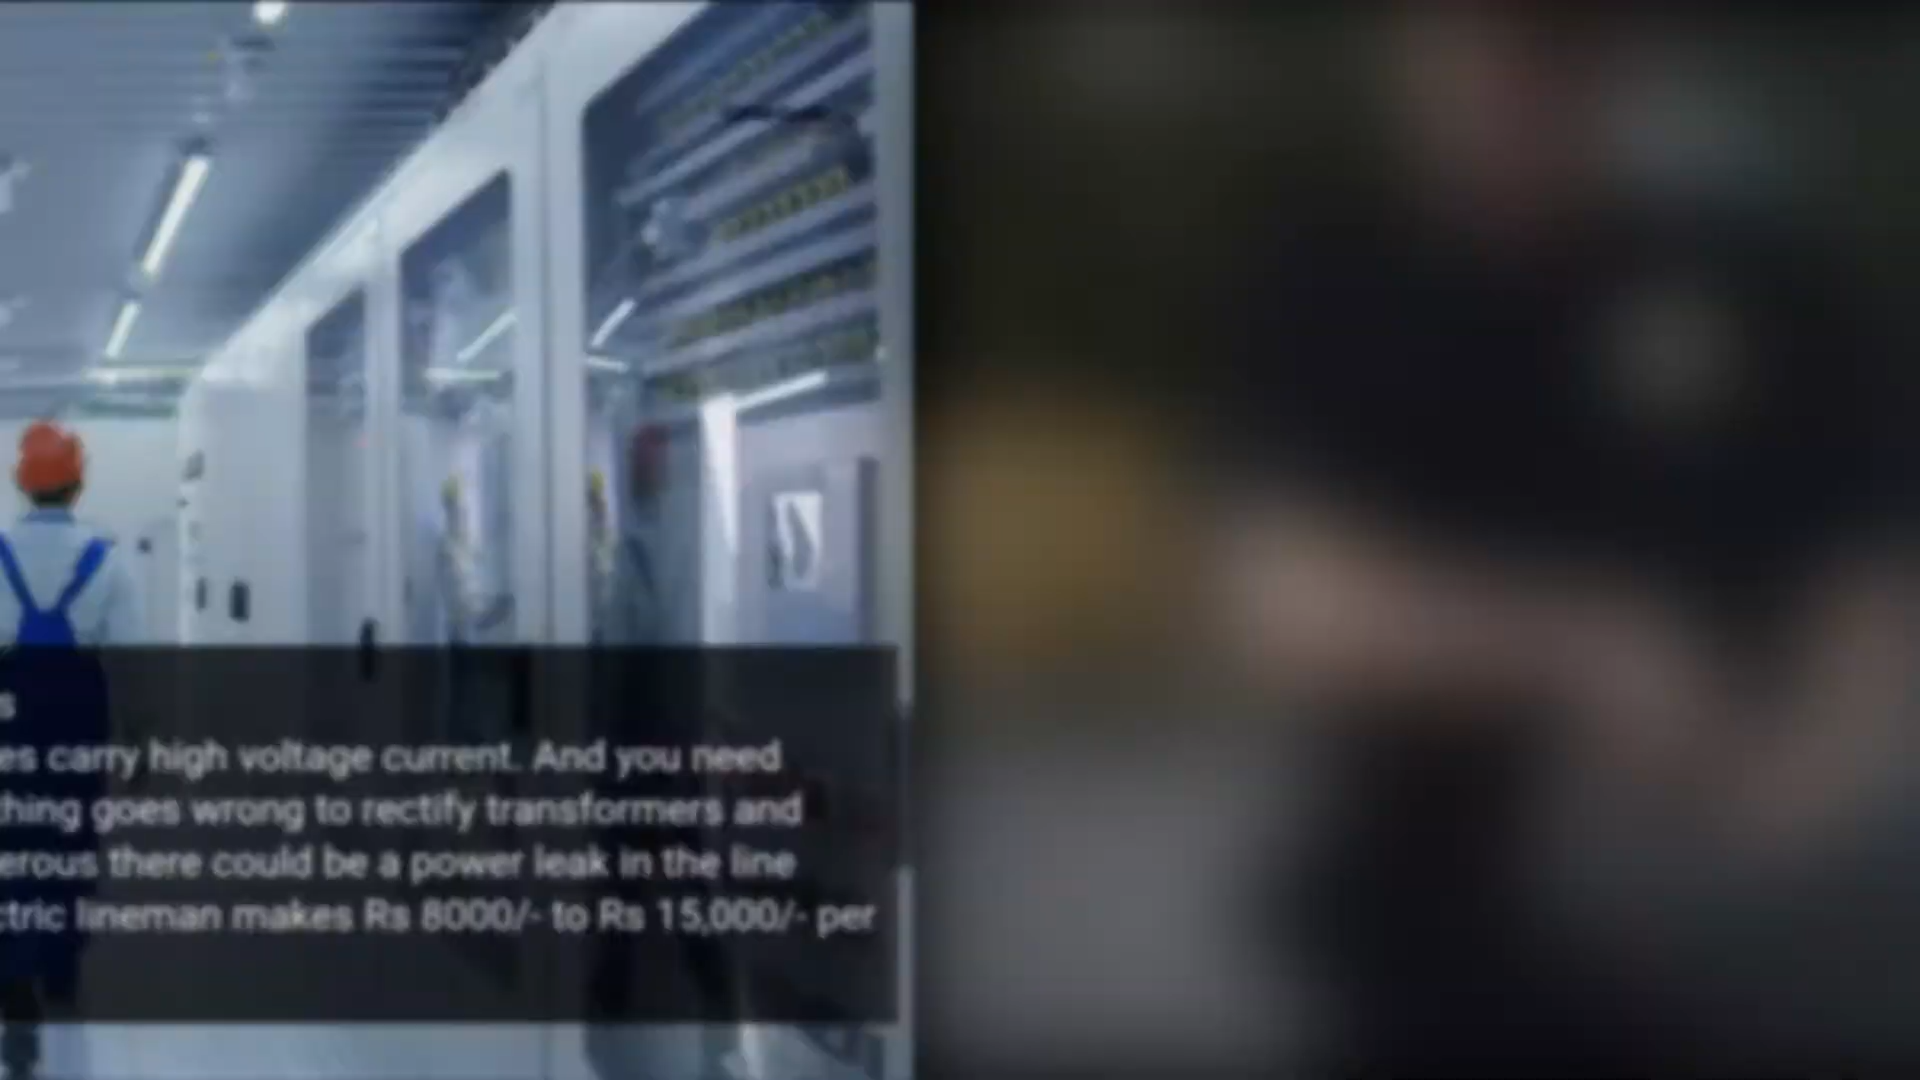 s
es carry high voltage current. And you need
thing goes wrong to rectify transformers and
erous there could be a power leak in the line
ctric lineman makes Rs 8000/- to Rs 15,000/- per